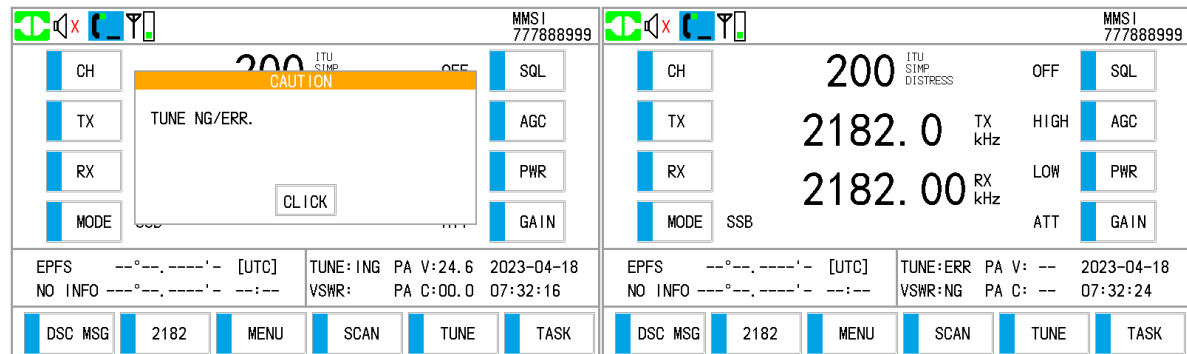 MMSI
777888999
CH 200 ITU SIMP OFF SQL
CAUTION
TX TUNE NG/ERR. AGC
RX PWR
CLICK
MODE GAIN
EPFS --°--.----'- [UTC] TUNE:ING PA V:24.6 2023-04-18
NO INFO ---°--.----'- --:-- VSWR: PA C:00.0 07:32:16
DSC MSG 2182 MENU SCAN TUNE TASK
MMSI
777888999
CH 200 ITU SIMP DISTRESS OFF SQL
TX 2182.0 TX kHz HIGH AGC
RX 2182.00 RX kHz LOW PWR
MODE SSB ATT GAIN
EPFS --°--.----'- [UTC] TUNE:ERR PA V: -- 2023-04-18
NO INFO ---°--.----'- --:-- VSWR:NG PA C: -- 07:32:24
DSC MSG 2182 MENU SCAN TUNE TASK